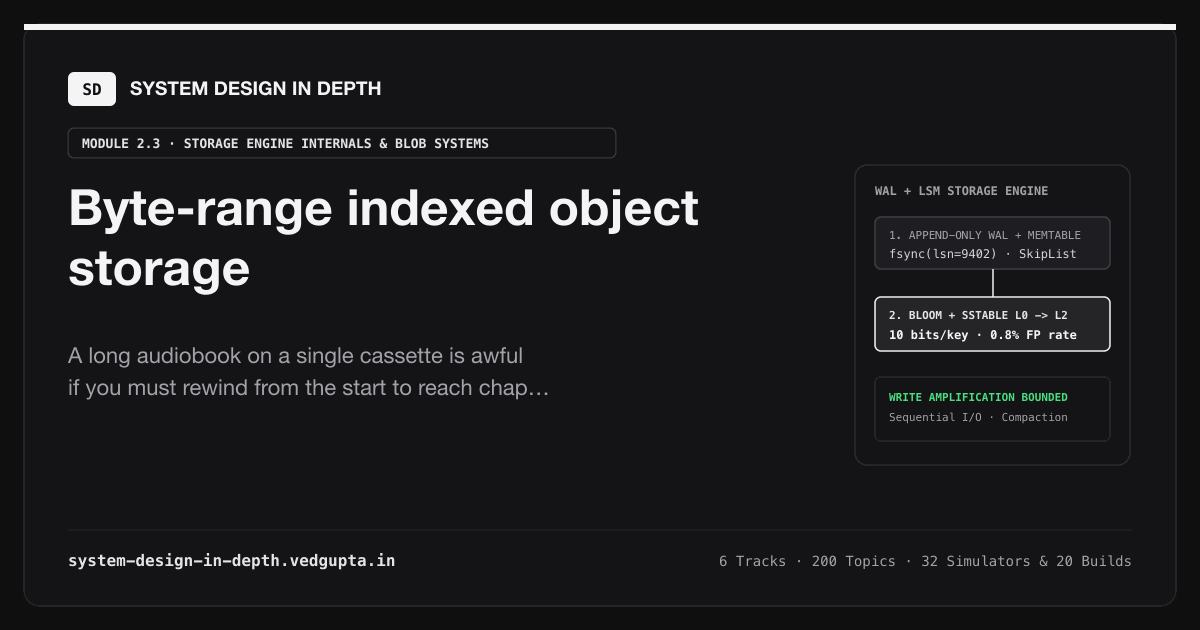 SD SYSTEM DESIGN IN DEPTH
MODULE 2.3 · STORAGE ENGINE INTERNALS & BLOB SYSTEMS
Byte-range indexed object
storage
A long audiobook on a single cassette is awful
if you must rewind from the start to reach chap…
WAL + LSM STORAGE ENGINE
1. APPEND-ONLY WAL + MEMTABLE
fsync(lsn=9402) · SkipList
2. BLOOM + SSTABLE L0 -> L2
10 bits/key · 0.8% FP rate
WRITE AMPLIFICATION BOUNDED
Sequential I/O · Compaction
system-design-in-depth.vedgupta.in
6 Tracks · 200 Topics · 32 Simulators & 20 Builds